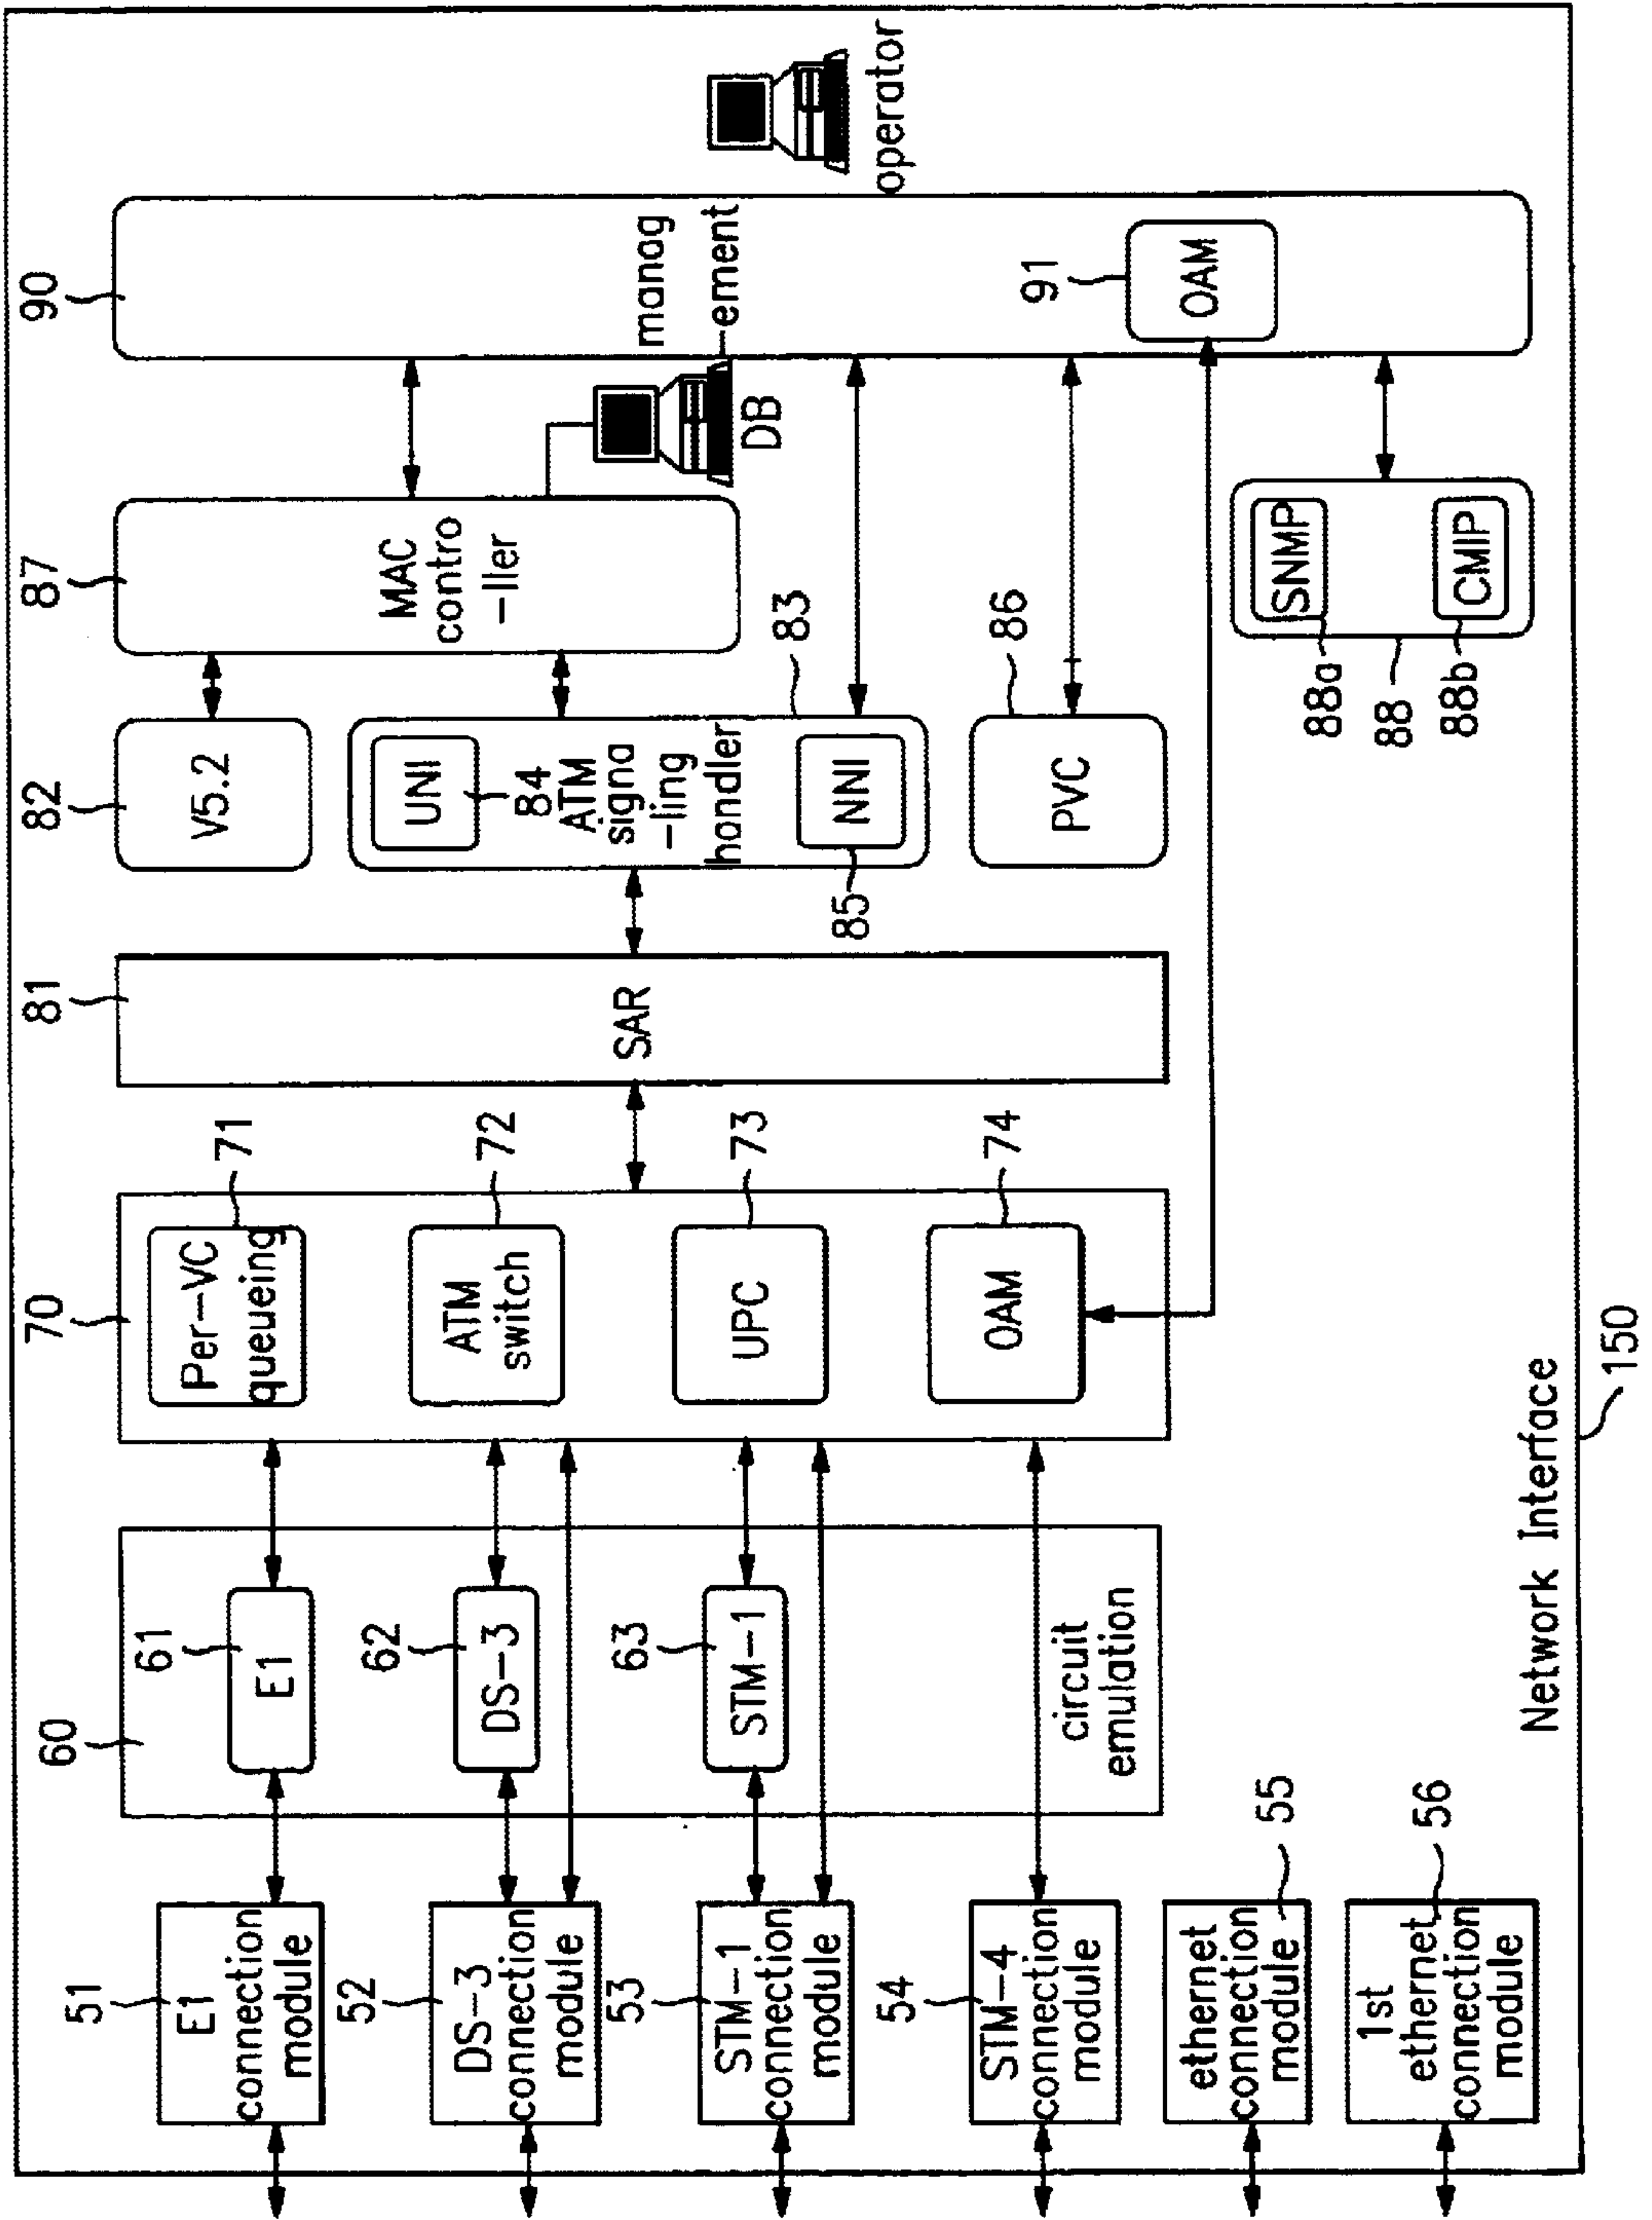 51
E1
connection
module
52
DS-3
connection
module
53
STM-1
connection
module
54
STM-4
connection
module
ethernet
connection
module
55
1st
ethernet
connection
module
56
60
61
E1
62
DS-3
63
STM-1
circuit
emulation
70
Per-VC
queueing
71
ATM
switch
72
UPC
73
OAM
74
81
SAR
82
V5.2
UNI
84
ATM
signa
-ling
hondler
NNI
85
83
PVC
86
87
MAC
contro
-ller
DB
SNMP
88a
88
CMIP
88b
90
manag
ement
91
OAM
operator
Network Interface
150